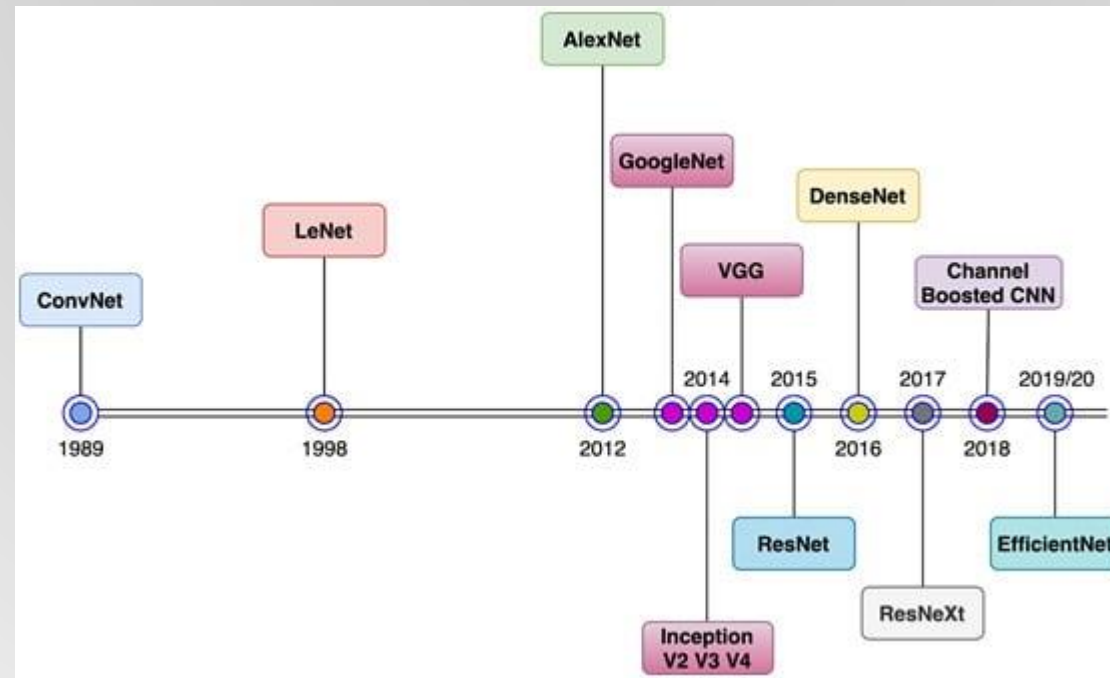 AlexNet
GoogleNet
DenseNet
LeNet
VGG
Channel
Boosted CNN
ConvNet
2014
2015
2017
2019/20
1989
1998
2012
2016
2018
ResNet
EfficientNet
ResNeXt
Inception
V2 V3 V4